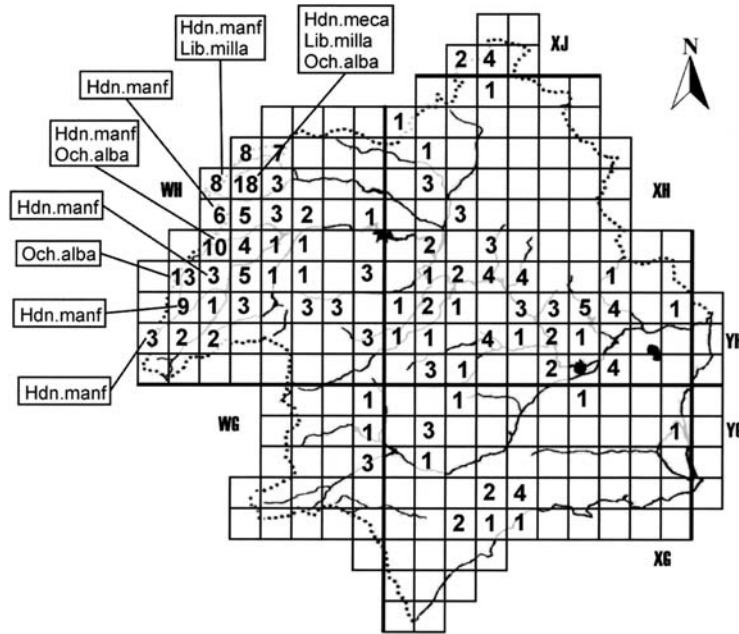 Hdn.manf
Lib.milla
Hdn.meca
Lib.milla
Och.alba
XJ
N
2 4
Hdn.manf
1
1
Hdn.manf
Och.alba
8 7 1
WH
8 18 3 3
XH
Hdn.manf
6 5 3 2 1 3
10 4 1 1 2 3
Och.alba
13 3 5 1 1 3 1 2 4 4 1
Hdn.manf
9 1 3 3 3 1 2 1 3 3 5 4 1
3 2 2 3 1 1 4 1 2 1
YH
Hdn.manf
3 1 2 4
1 1 1
WG
1 3 1
3 1
2 4
2 1 1
XG